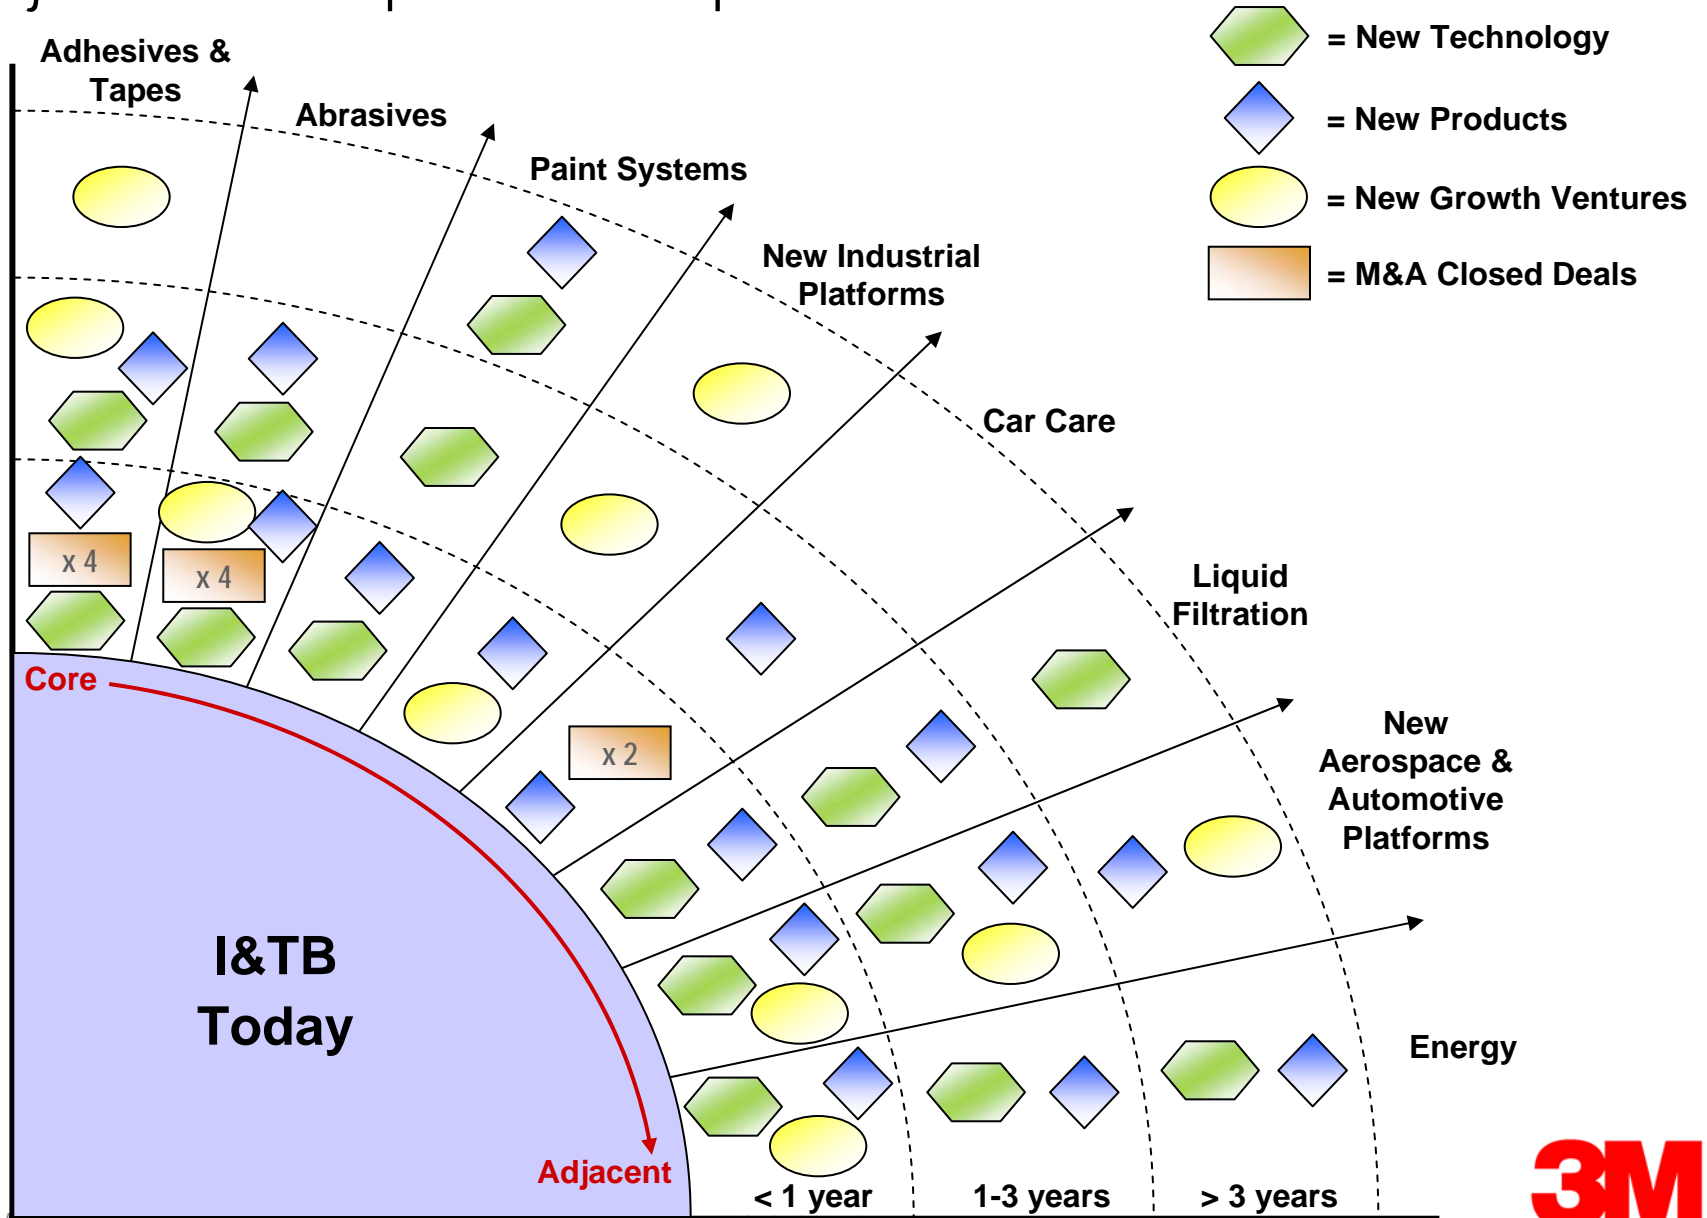 = New Technology
Adhesives &
Tapes
Abrasives
= New Products
Paint Systems
= New Growth Ventures
New Industrial
Platforms
= M&A Closed Deals
Car Care
x 4
x 4
Liquid
Filtration
Core
x 2
New
Aerospace &
Automotive
Platforms
I&TB
Today
Energy
Adjacent
< 1 year
1-3 years
> 3 years
3M